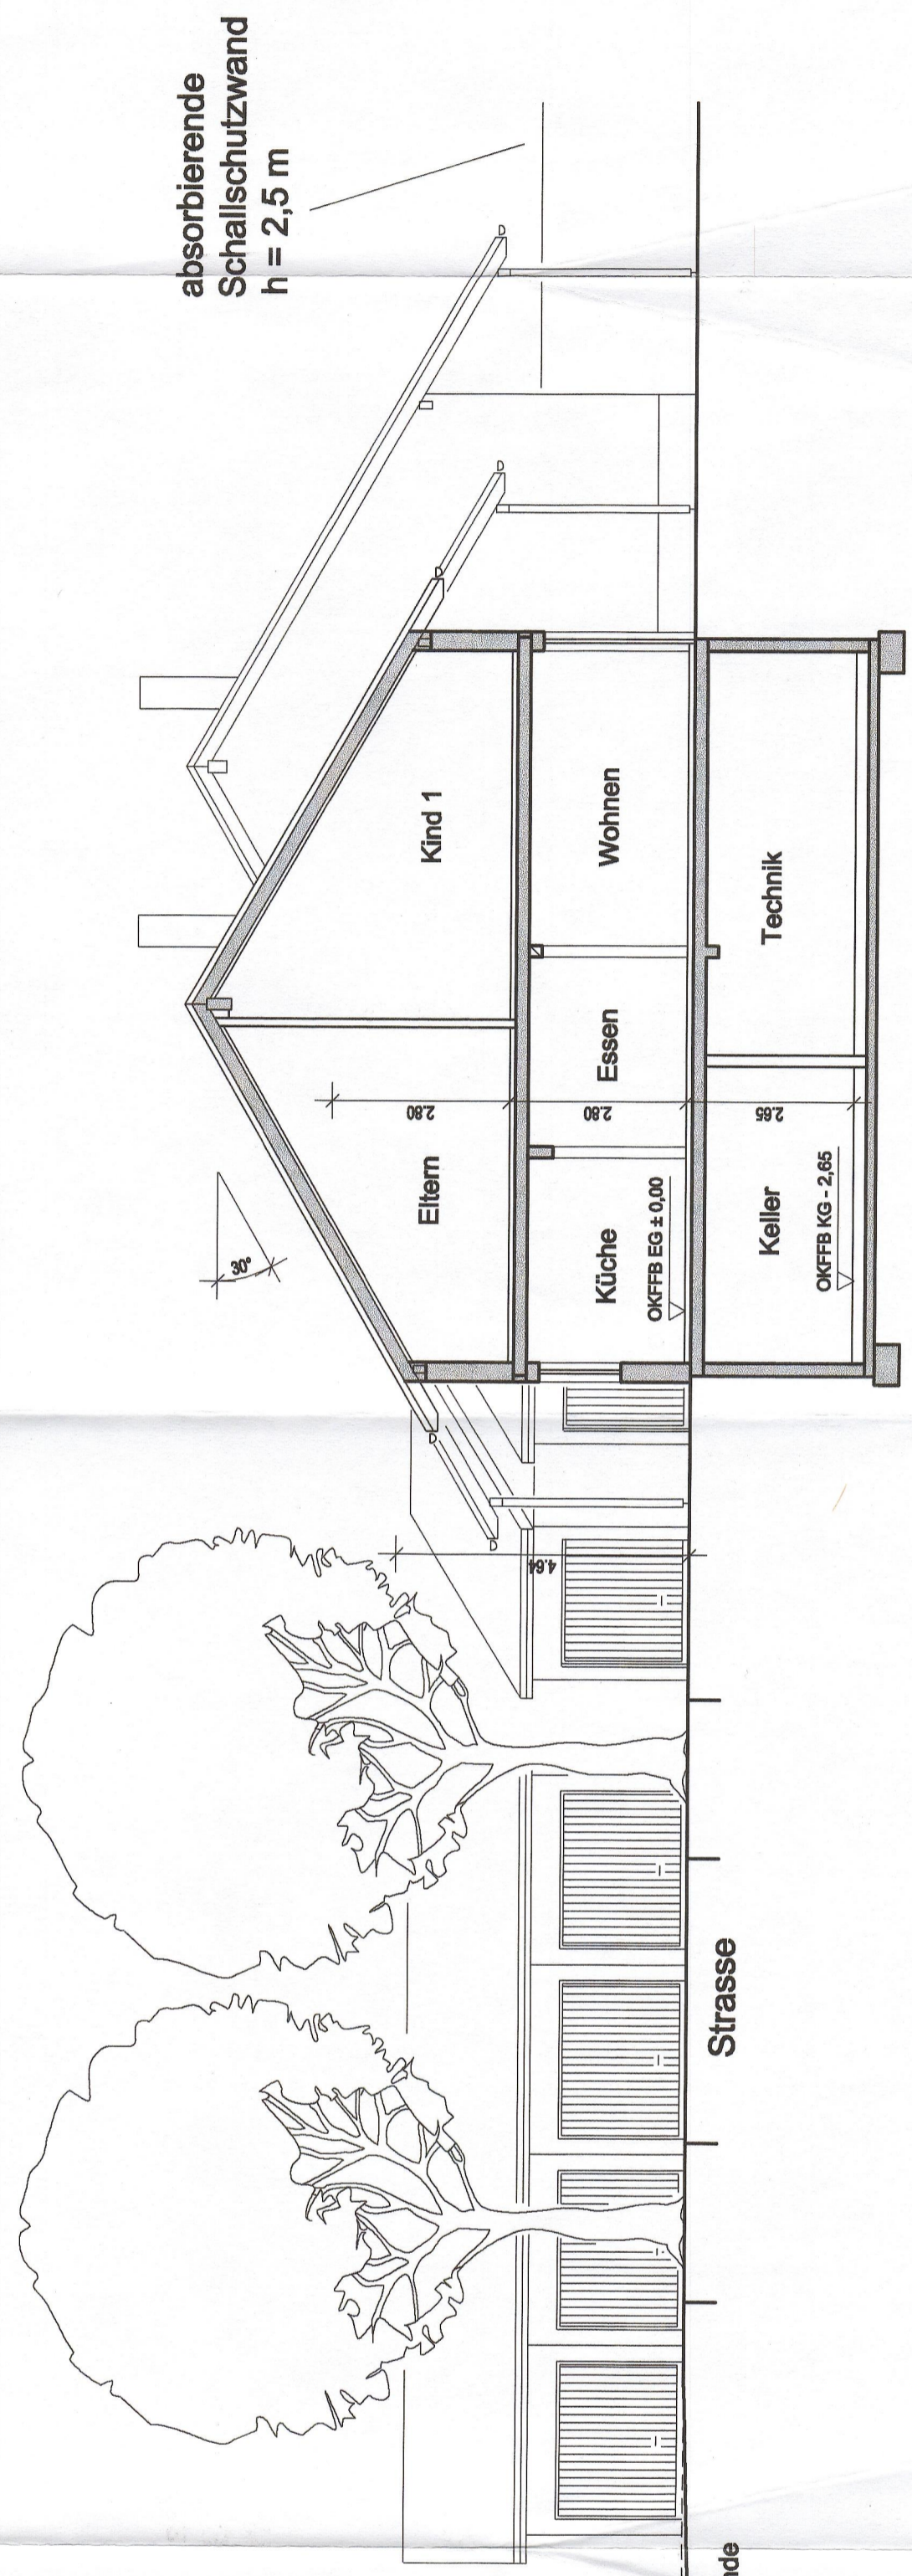 absorbierende
Schallschutzwand
h = 2,5 m
30°
Eltern
Kind 1
2.80
4.64
Küche
Essen
Wohnen
2.80
OKFFB EG ± 0,00
Strasse
Keller
Technik
2.65
OKFFB KG - 2,65
nde